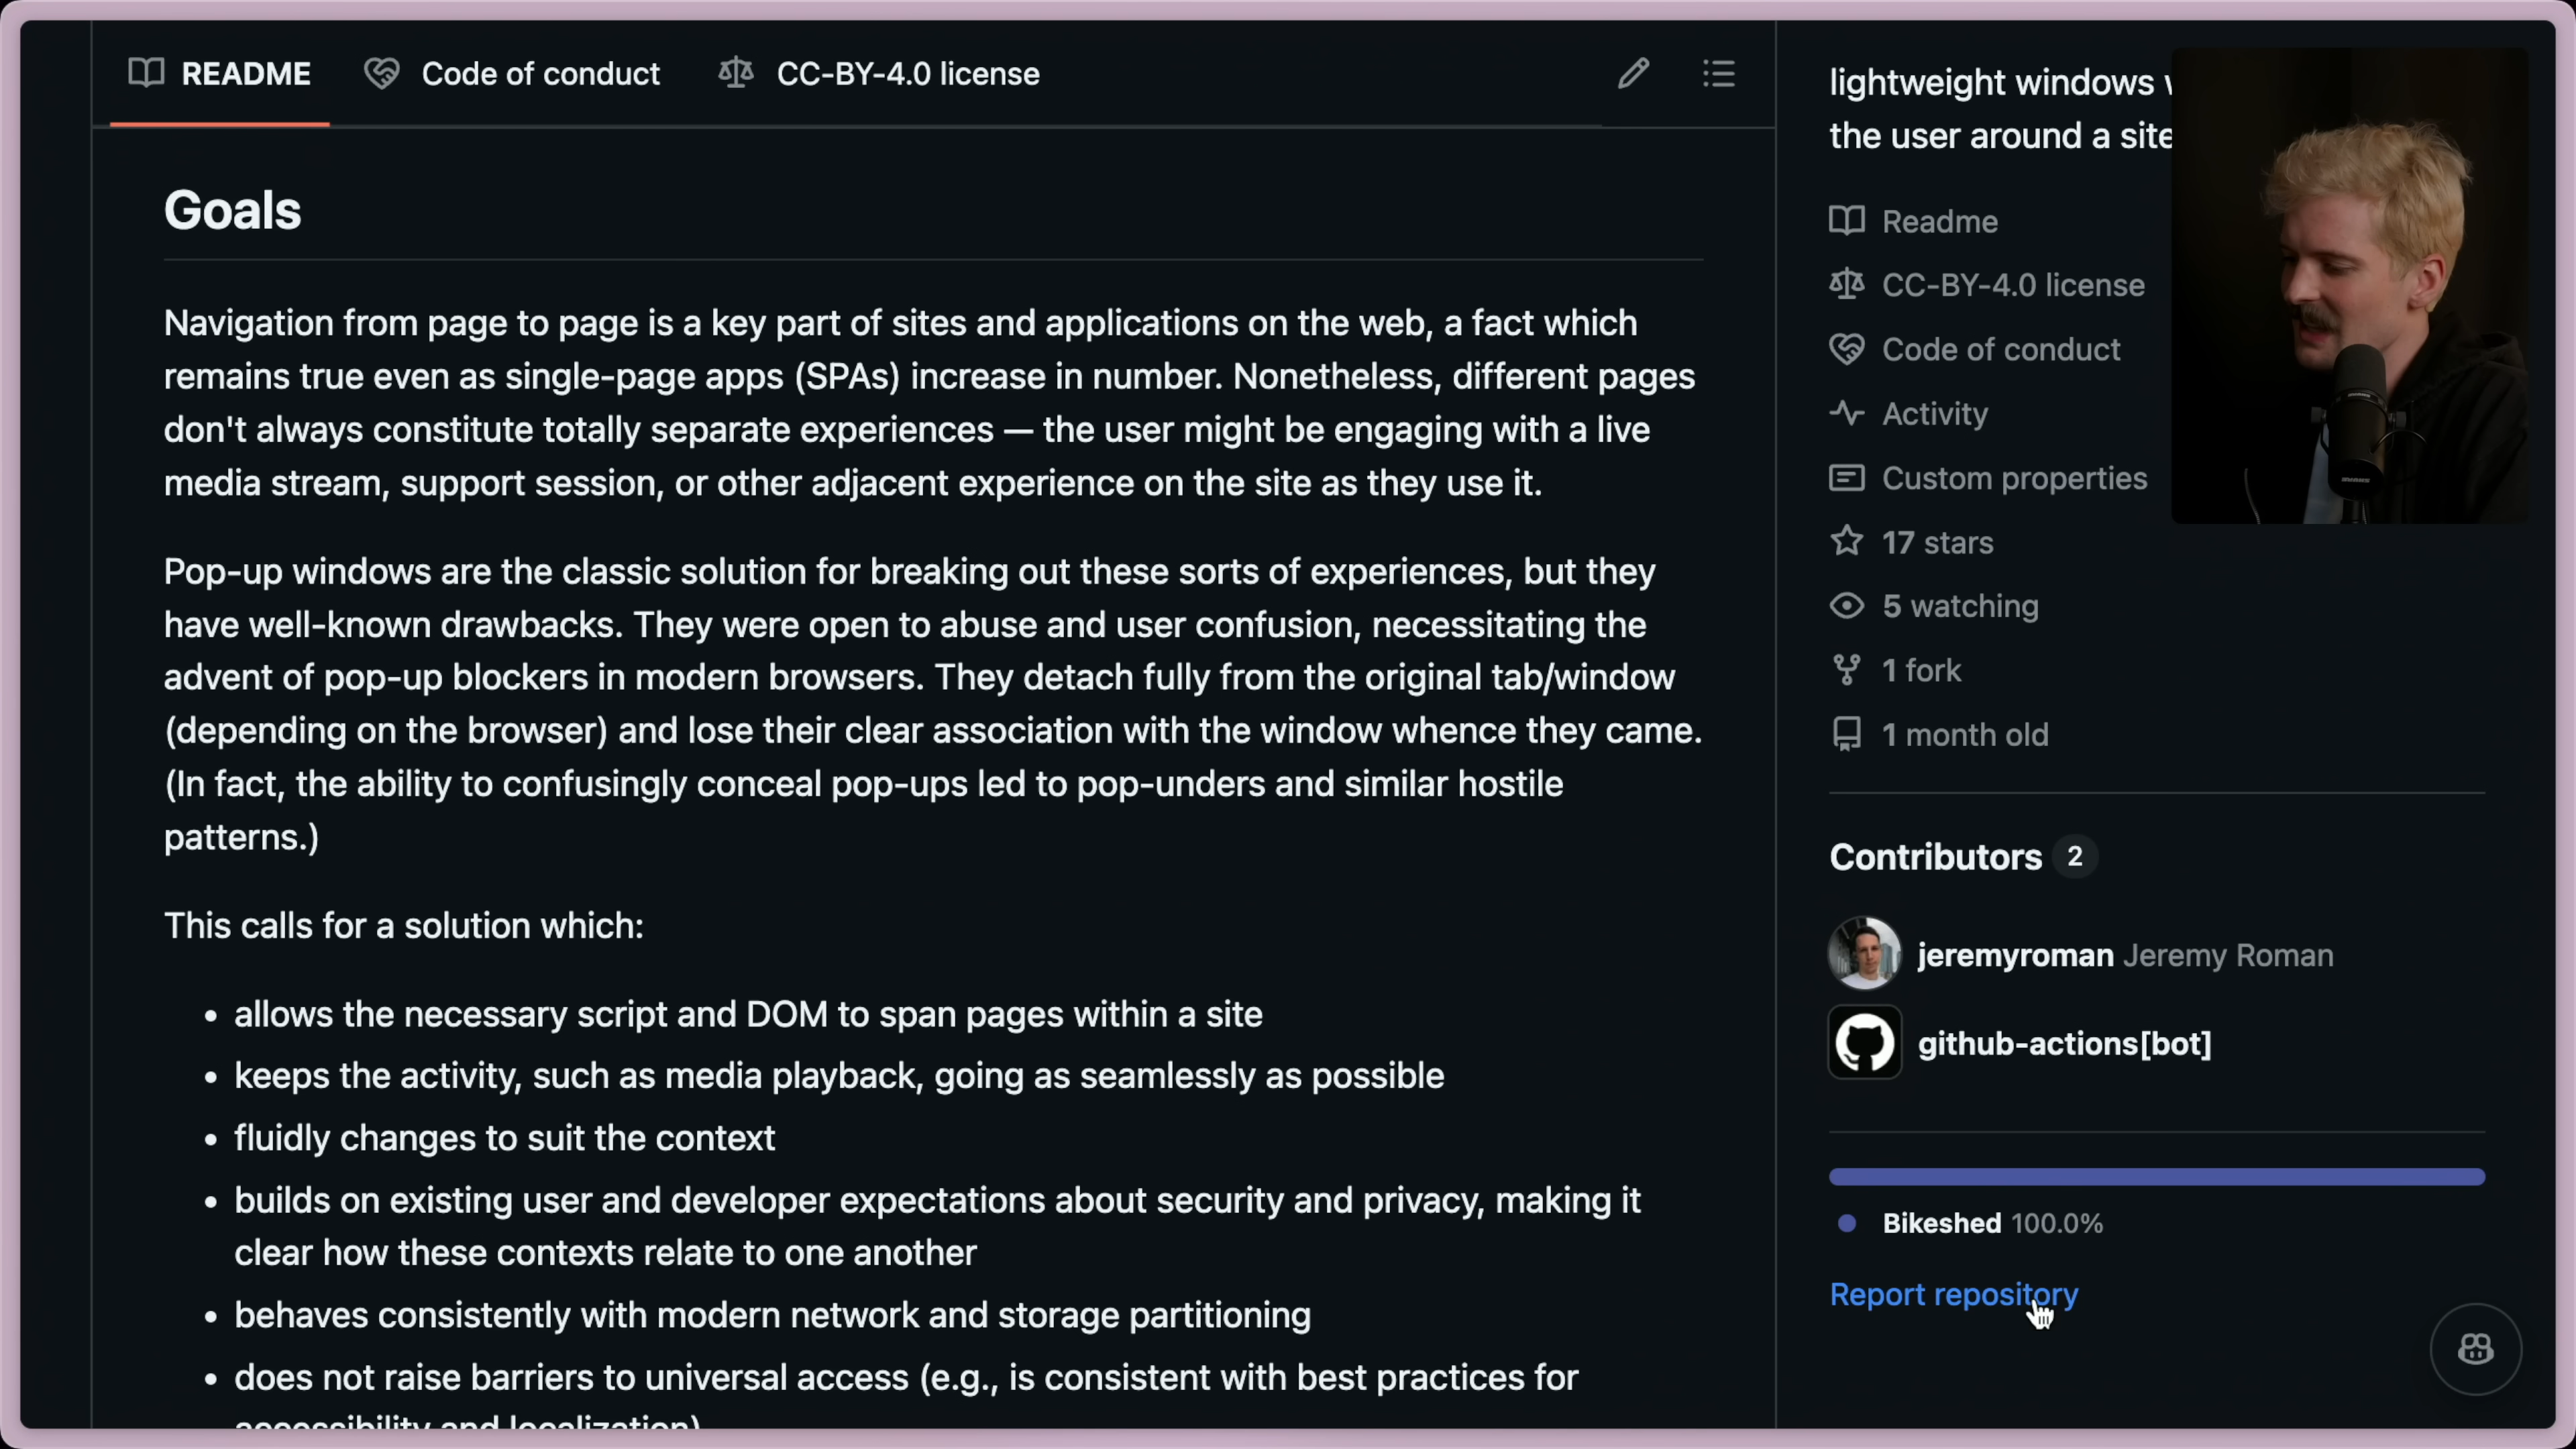 README
Code of conduct
CC-BY-4.0 license
Goals
Navigation from page to page is a key part of sites and applications on the web, a fact which
remains true even as single-page apps (SPAs) increase in number. Nonetheless, different pages
don't always constitute totally separate experiences — the user might be engaging with a live
media stream, support session, or other adjacent experience on the site as they use it.
Pop-up windows are the classic solution for breaking out these sorts of experiences, but they
have well-known drawbacks. They were open to abuse and user confusion, necessitating the
advent of pop-up blockers in modern browsers. They detach fully from the original tab/window
(depending on the browser) and lose their clear association with the window whence they came.
(In fact, the ability to confusingly conceal pop-ups led to pop-unders and similar hostile
patterns.)
This calls for a solution which:
• allows the necessary script and DOM to span pages within a site
• keeps the activity, such as media playback, going as seamlessly as possible
• fluidly changes to suit the context
• builds on existing user and developer expectations about security and privacy, making it
clear how these contexts relate to one another
• behaves consistently with modern network and storage partitioning
• does not raise barriers to universal access (e.g., is consistent with best practices for
accessibility and localization)
lightweight windows
the user around a site
Readme
CC-BY-4.0 license
Code of conduct
Activity
Custom properties
17 stars
5 watching
1 fork
1 month old
Contributors 2
jeremyroman Jeremy Roman
github-actions[bot]
Bikeshed 100.0%
Report repository